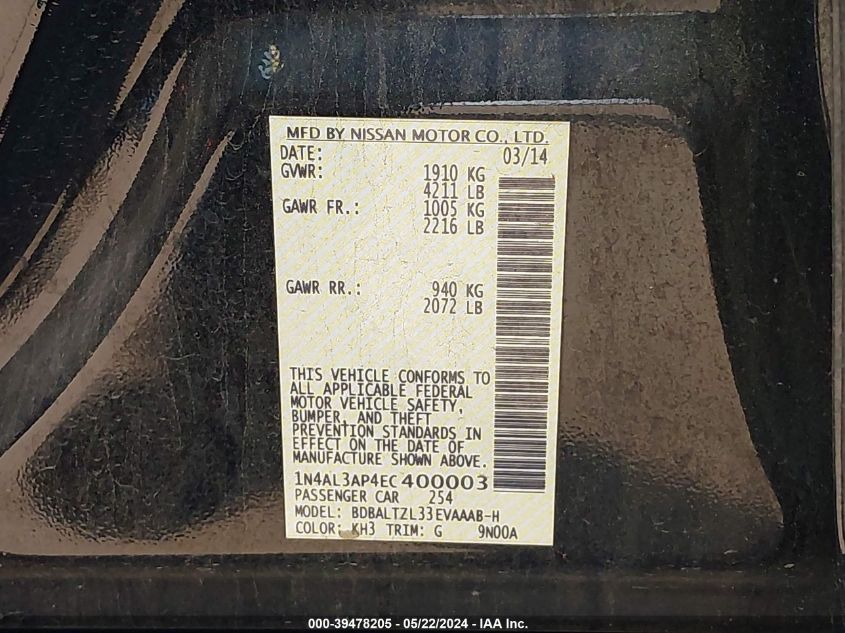 MFD BY NISSAN MOTOR CO., LTD.
DATE: 03/14
GVWR: 1910 KG
4211 LB
GAWR FR.: 1005 KG
2216 LB
GAWR RR.: 940 KG
2072 LB
THIS VEHICLE CONFORMS TO
ALL APPLICABLE FEDERAL
MOTOR VEHICLE SAFETY,
BUMPER, AND THEFT
PREVENTION STANDARDS IN
EFFECT ON THE DATE OF
MANUFACTURE SHOWN ABOVE.
1N4AL3AP4EC400003
PASSENGER CAR 254
MODEL: BDBALTZL33EVAAAB-H
COLOR: KH3 TRIM: G 9N00A
000-39478205 - 05/22/2024 - IAA Inc.